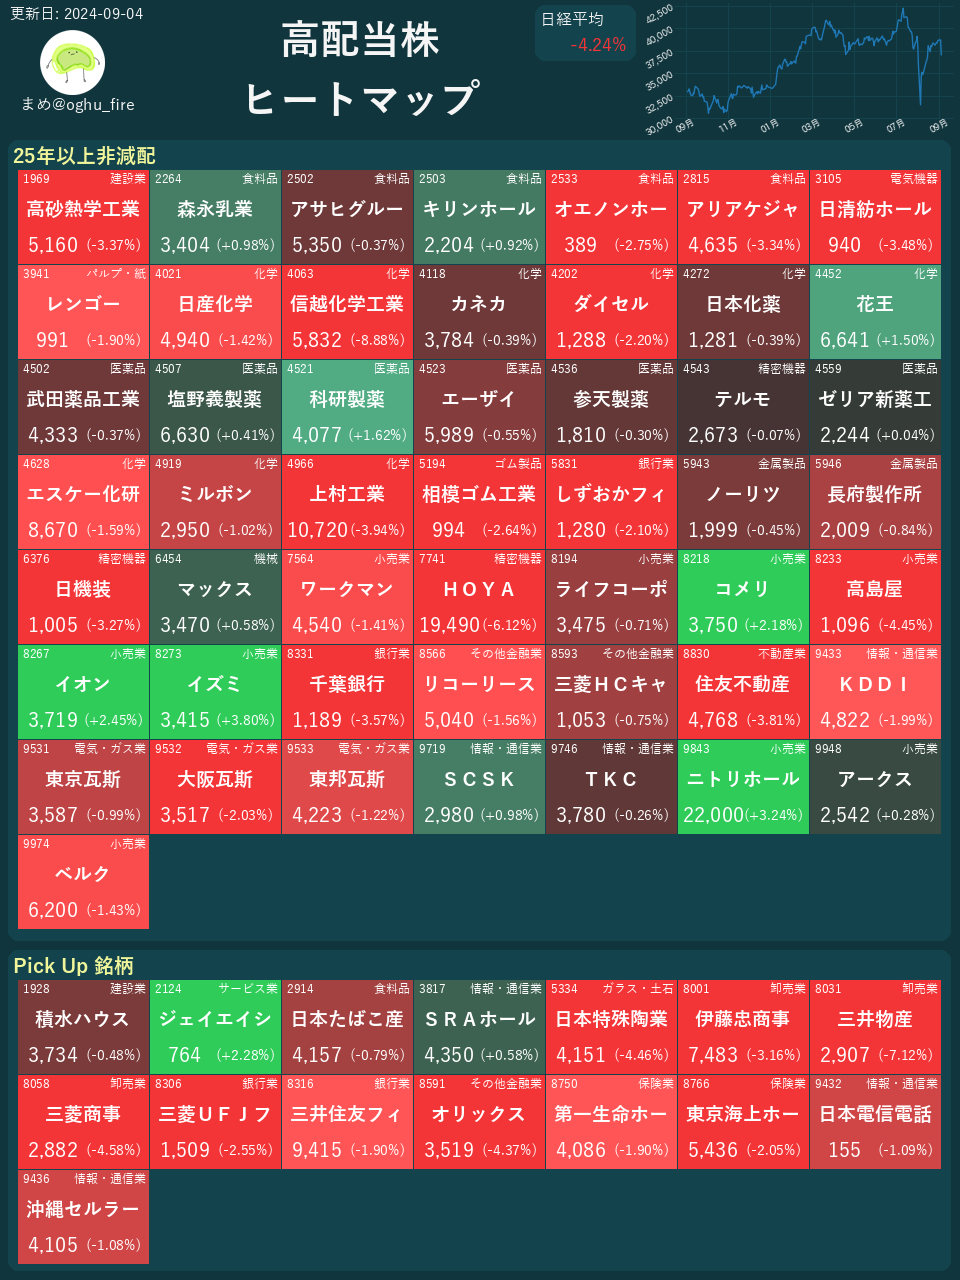 更新日: 2024-09-04
まめ@oghu_fire
高配当株
ヒートマップ
日経平均
-4.24%
42,500
40,000
37,500
35,000
32,500
30,000
09月 11月 01月 03月 05月 07月 09月
25年以上非減配
1969 建設業
高砂熱学工業
5,160 (-3.37%)
2264 食料品
森永乳業
3,404 (+0.98%)
2502 食料品
アサヒグルー
5,350 (-0.37%)
2503 食料品
キリンホール
2,204 (+0.92%)
2533 食料品
オエノンホー
389 (-2.75%)
2815 食料品
アリアケジャ
4,635 (-3.34%)
3105 電気機器
日清紡ホール
940 (-3.48%)
3941 パルプ・紙
レンゴー
991 (-1.90%)
4021 化学
日産化学
4,940 (-1.42%)
4063 化学
信越化学工業
5,832 (-8.88%)
4118 化学
カネカ
3,784 (-0.39%)
4202 化学
ダイセル
1,288 (-2.20%)
4272 化学
日本化薬
1,281 (-0.39%)
4452 化学
花王
6,641 (+1.50%)
4502 医薬品
武田薬品工業
4,333 (-0.37%)
4507 医薬品
塩野義製薬
6,630 (+0.41%)
4521 医薬品
科研製薬
4,077 (+1.62%)
4523 医薬品
エーザイ
5,989 (-0.55%)
4536 医薬品
参天製薬
1,810 (-0.30%)
4543 精密機器
テルモ
2,673 (-0.07%)
4559 医薬品
ゼリア新薬工
2,244 (+0.04%)
4628 化学
エスケー化研
8,670 (-1.59%)
4919 化学
ミルボン
2,950 (-1.02%)
4966 化学
上村工業
10,720 (-3.94%)
5194 ゴム製品
相模ゴム工業
994 (-2.64%)
5831 銀行業
しずおかフィ
1,280 (-2.10%)
5943 金属製品
ノーリツ
1,999 (-0.45%)
5946 金属製品
長府製作所
2,009 (-0.84%)
6376 精密機器
日機装
1,005 (-3.27%)
6454 機械
マックス
3,470 (+0.58%)
7564 小売業
ワークマン
4,540 (-1.41%)
7741 精密機器
ＨＯＹＡ
19,490 (-6.12%)
8194 小売業
ライフコーポ
3,475 (-0.71%)
8218 小売業
コメリ
3,750 (+2.18%)
8233 小売業
高島屋
1,096 (-4.45%)
8267 小売業
イオン
3,719 (+2.45%)
8273 小売業
イズミ
3,415 (+3.80%)
8331 銀行業
千葉銀行
1,189 (-3.57%)
8566 その他金融業
リコーリース
5,040 (-1.56%)
8593 その他金融業
三菱ＨＣキャ
1,053 (-0.75%)
8830 不動産業
住友不動産
4,768 (-3.81%)
9433 情報・通信業
ＫＤＤＩ
4,822 (-1.99%)
9531 電気・ガス業
東京瓦斯
3,587 (-0.99%)
9532 電気・ガス業
大阪瓦斯
3,517 (-2.03%)
9533 電気・ガス業
東邦瓦斯
4,223 (-1.22%)
9719 情報・通信業
ＳＣＳＫ
2,980 (+0.98%)
9746 情報・通信業
ＴＫＣ
3,780 (-0.26%)
9843 小売業
ニトリホール
22,000 (+3.24%)
9948 小売業
アークス
2,542 (+0.28%)
9974 小売業
ベルク
6,200 (-1.43%)
Pick Up 銘柄
1928 建設業
積水ハウス
3,734 (-0.48%)
2124 サービス業
ジェイエイシ
764 (+2.28%)
2914 食料品
日本たばこ産
4,157 (-0.79%)
3817 情報・通信業
ＳＲＡホール
4,350 (+0.58%)
5334 ガラス・土石
日本特殊陶業
4,151 (-4.46%)
8001 卸売業
伊藤忠商事
7,483 (-3.16%)
8031 卸売業
三井物産
2,907 (-7.12%)
8058 卸売業
三菱商事
2,882 (-4.58%)
8306 銀行業
三菱ＵＦＪフ
1,509 (-2.55%)
8316 銀行業
三井住友フィ
9,415 (-1.90%)
8591 その他金融業
オリックス
3,519 (-4.37%)
8750 保険業
第一生命ホー
4,086 (-1.90%)
8766 保険業
東京海上ホー
5,436 (-2.05%)
9432 情報・通信業
日本電信電話
155 (-1.09%)
9436 情報・通信業
沖縄セルラー
4,105 (-1.08%)